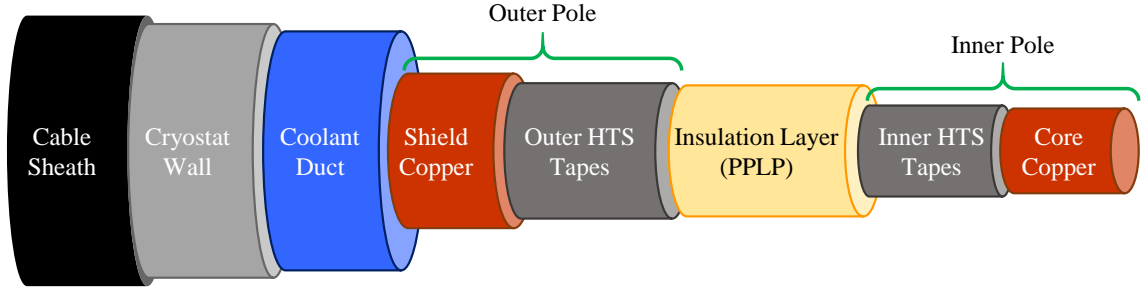 Outer Pole
Inner Pole
Cable
Sheath
Cryostat
Wall
Coolant
Duct
Shield
Copper
Outer HTS
Tapes
Insulation Layer
(PPLP)
Inner HTS
Tapes
Core
Copper